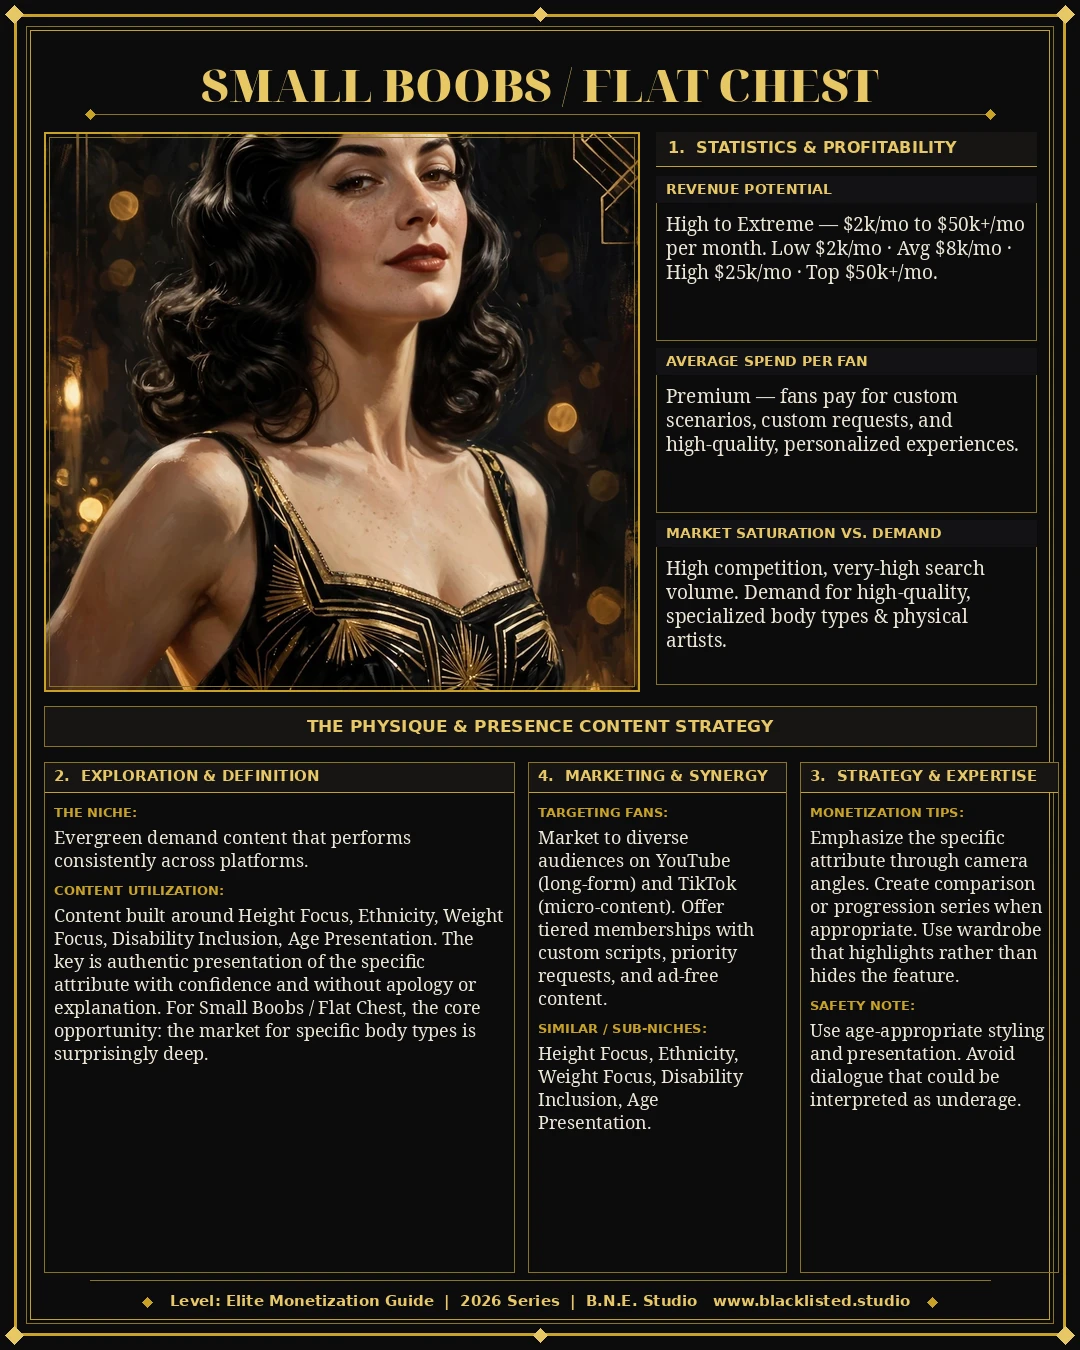 SMALL BOOBS / FLAT CHEST
1. STATISTICS & PROFITABILITY
REVENUE POTENTIAL
High to Extreme — $2k/mo to $50k+/mo
per month. Low $2k/mo · Avg $8k/mo ·
High $25k/mo · Top $50k+/mo.
AVERAGE SPEND PER FAN
Premium — fans pay for custom
scenarios, custom requests, and
high-quality, personalized experiences.
MARKET SATURATION VS. DEMAND
High competition, very-high search
volume. Demand for high-quality,
specialized body types & physical
artists.
THE PHYSIQUE & PRESENCE CONTENT STRATEGY
2. EXPLORATION & DEFINITION
THE NICHE:
Evergreen demand content that performs
consistently across platforms.
CONTENT UTILIZATION:
Content built around Height Focus, Ethnicity, Weight
Focus, Disability Inclusion, Age Presentation. The
key is authentic presentation of the specific
attribute with confidence and without apology or
explanation. For Small Boobs / Flat Chest, the core
opportunity: the market for specific body types is
surprisingly deep.
4. MARKETING & SYNERGY
TARGETING FANS:
Market to diverse
audiences on YouTube
(long-form) and TikTok
(micro-content). Offer
tiered memberships with
custom scripts, priority
requests, and ad-free
content.
SIMILAR / SUB-NICHES:
Height Focus, Ethnicity,
Weight Focus, Disability
Inclusion, Age
Presentation.
3. STRATEGY & EXPERTISE
MONETIZATION TIPS:
Emphasize the specific
attribute through camera
angles. Create comparison
or progression series when
appropriate. Use wardrobe
that highlights rather than
hides the feature.
SAFETY NOTE:
Use age-appropriate styling
and presentation. Avoid
dialogue that could be
interpreted as underage.
Level: Elite Monetization Guide | 2026 Series | B.N.E. Studio www.blacklisted.studio